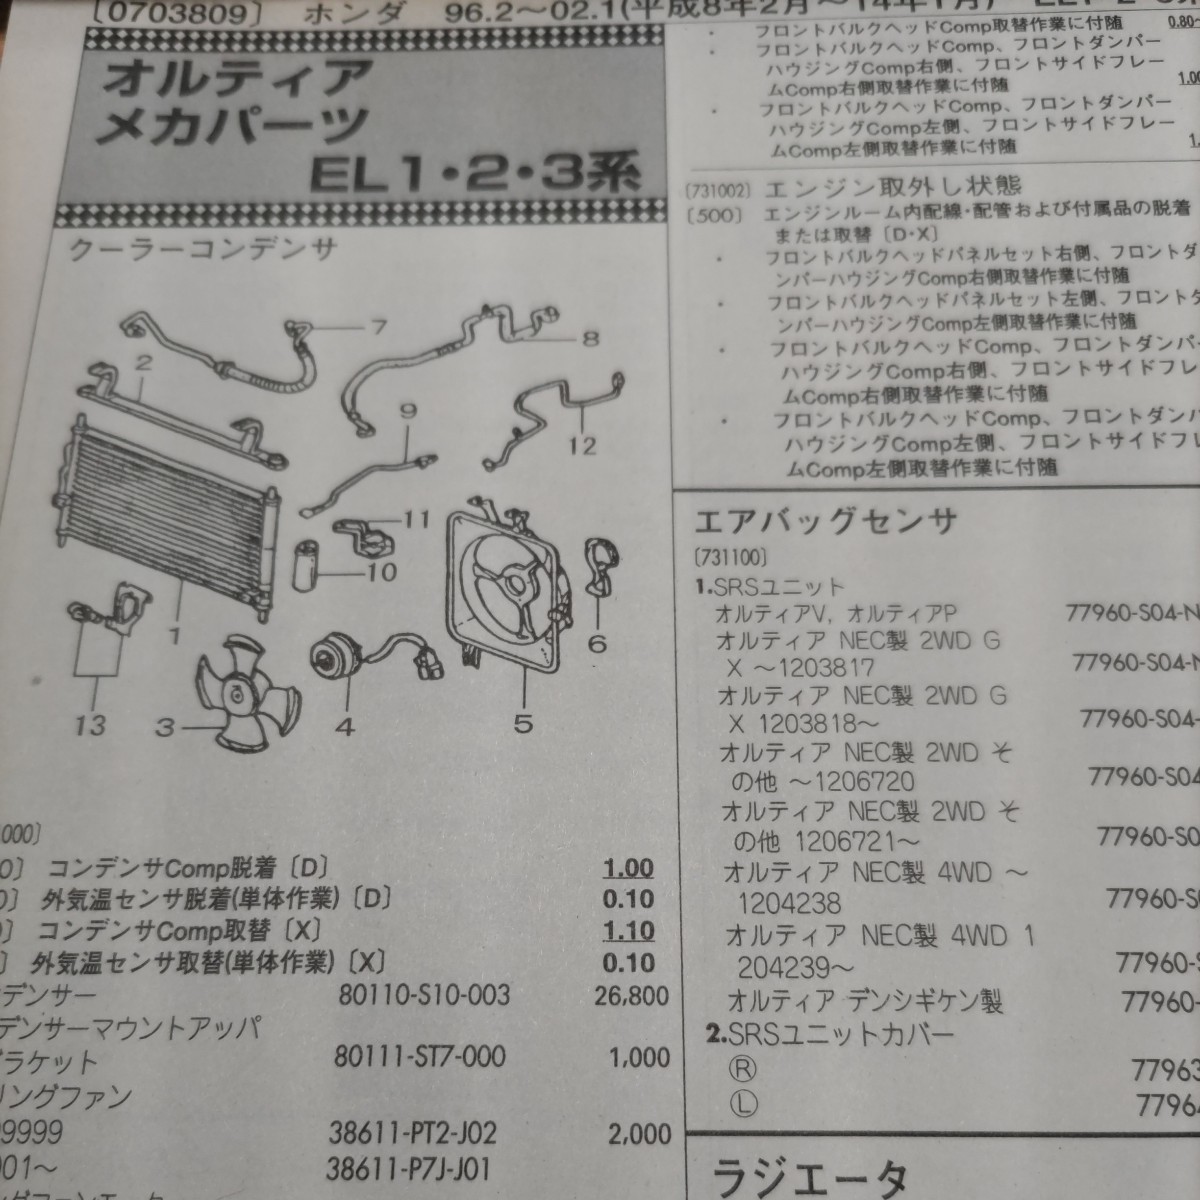 〔0703809〕 ホンダ 96.2〜02.1(平成8年2月〜14年1月)
オルティア
メカパーツ
EL1・2・3系
クーラーコンデンサ
7
8
2
9
12
11
10
1
6
13
3
4
5
000〕
0〕 コンデンサComp脱着〔D〕 1.00
0〕 外気温センサ脱着(単体作業)〔D〕 0.10
〕 コンデンサComp取替〔X〕 1.10
〕 外気温センサ取替(単体作業)〔X〕 0.10
デンサー 80110-S10-003 26,800
デンサーマウントアッパ
ブラケット 80111-ST7-000 1,000
リングファン
9999 38611-PT2-J02 2,000
01〜 38611-P7J-J01
・ フロントバルクヘッドComp取替作業に付随 0.80
・ フロントバルクヘッドComp、フロントダンパー
ハウジングComp右側、フロントサイドフレー
ムComp右側取替作業に付随 1.00
・ フロントバルクヘッドComp、フロントダンパー
ハウジングComp左側、フロントサイドフレー
ムComp左側取替作業に付随 1.
〔731002〕 エンジン取外し状態
〔500〕 エンジンルーム内配線・配管および付属品の脱着
または取替〔D・X〕
・ フロントバルクヘッドパネルセット右側、フロントダ
ンパーハウジングComp右側取替作業に付随
・ フロントバルクヘッドパネルセット左側、フロントダ
ンパーハウジングComp左側取替作業に付随
・ フロントバルクヘッドComp、フロントダンパー
ハウジングComp右側、フロントサイドフレ
ムComp右側取替作業に付随
・ フロントバルクヘッドComp、フロントダンパ
ハウジングComp左側、フロントサイドフレ
ムComp左側取替作業に付随
エアバッグセンサ
〔731100〕
1.SRSユニット
オルティアV，オルティアP 77960-S04-N
オルティア NEC製 2WD G
X 〜1203817 77960-S04-N
オルティア NEC製 2WD G
X 1203818〜 77960-S04-
オルティア NEC製 2WD そ
の他 〜1206720 77960-S04
オルティア NEC製 2WD そ
の他 1206721〜 77960-S0
オルティア NEC製 4WD 〜
1204238 77960-S0
オルティア NEC製 4WD 1
204239〜 77960-S
オルティア デンシギケン製 77960-
2.SRSユニットカバー
Ⓡ 77963
Ⓛ 7796
ラジエータ